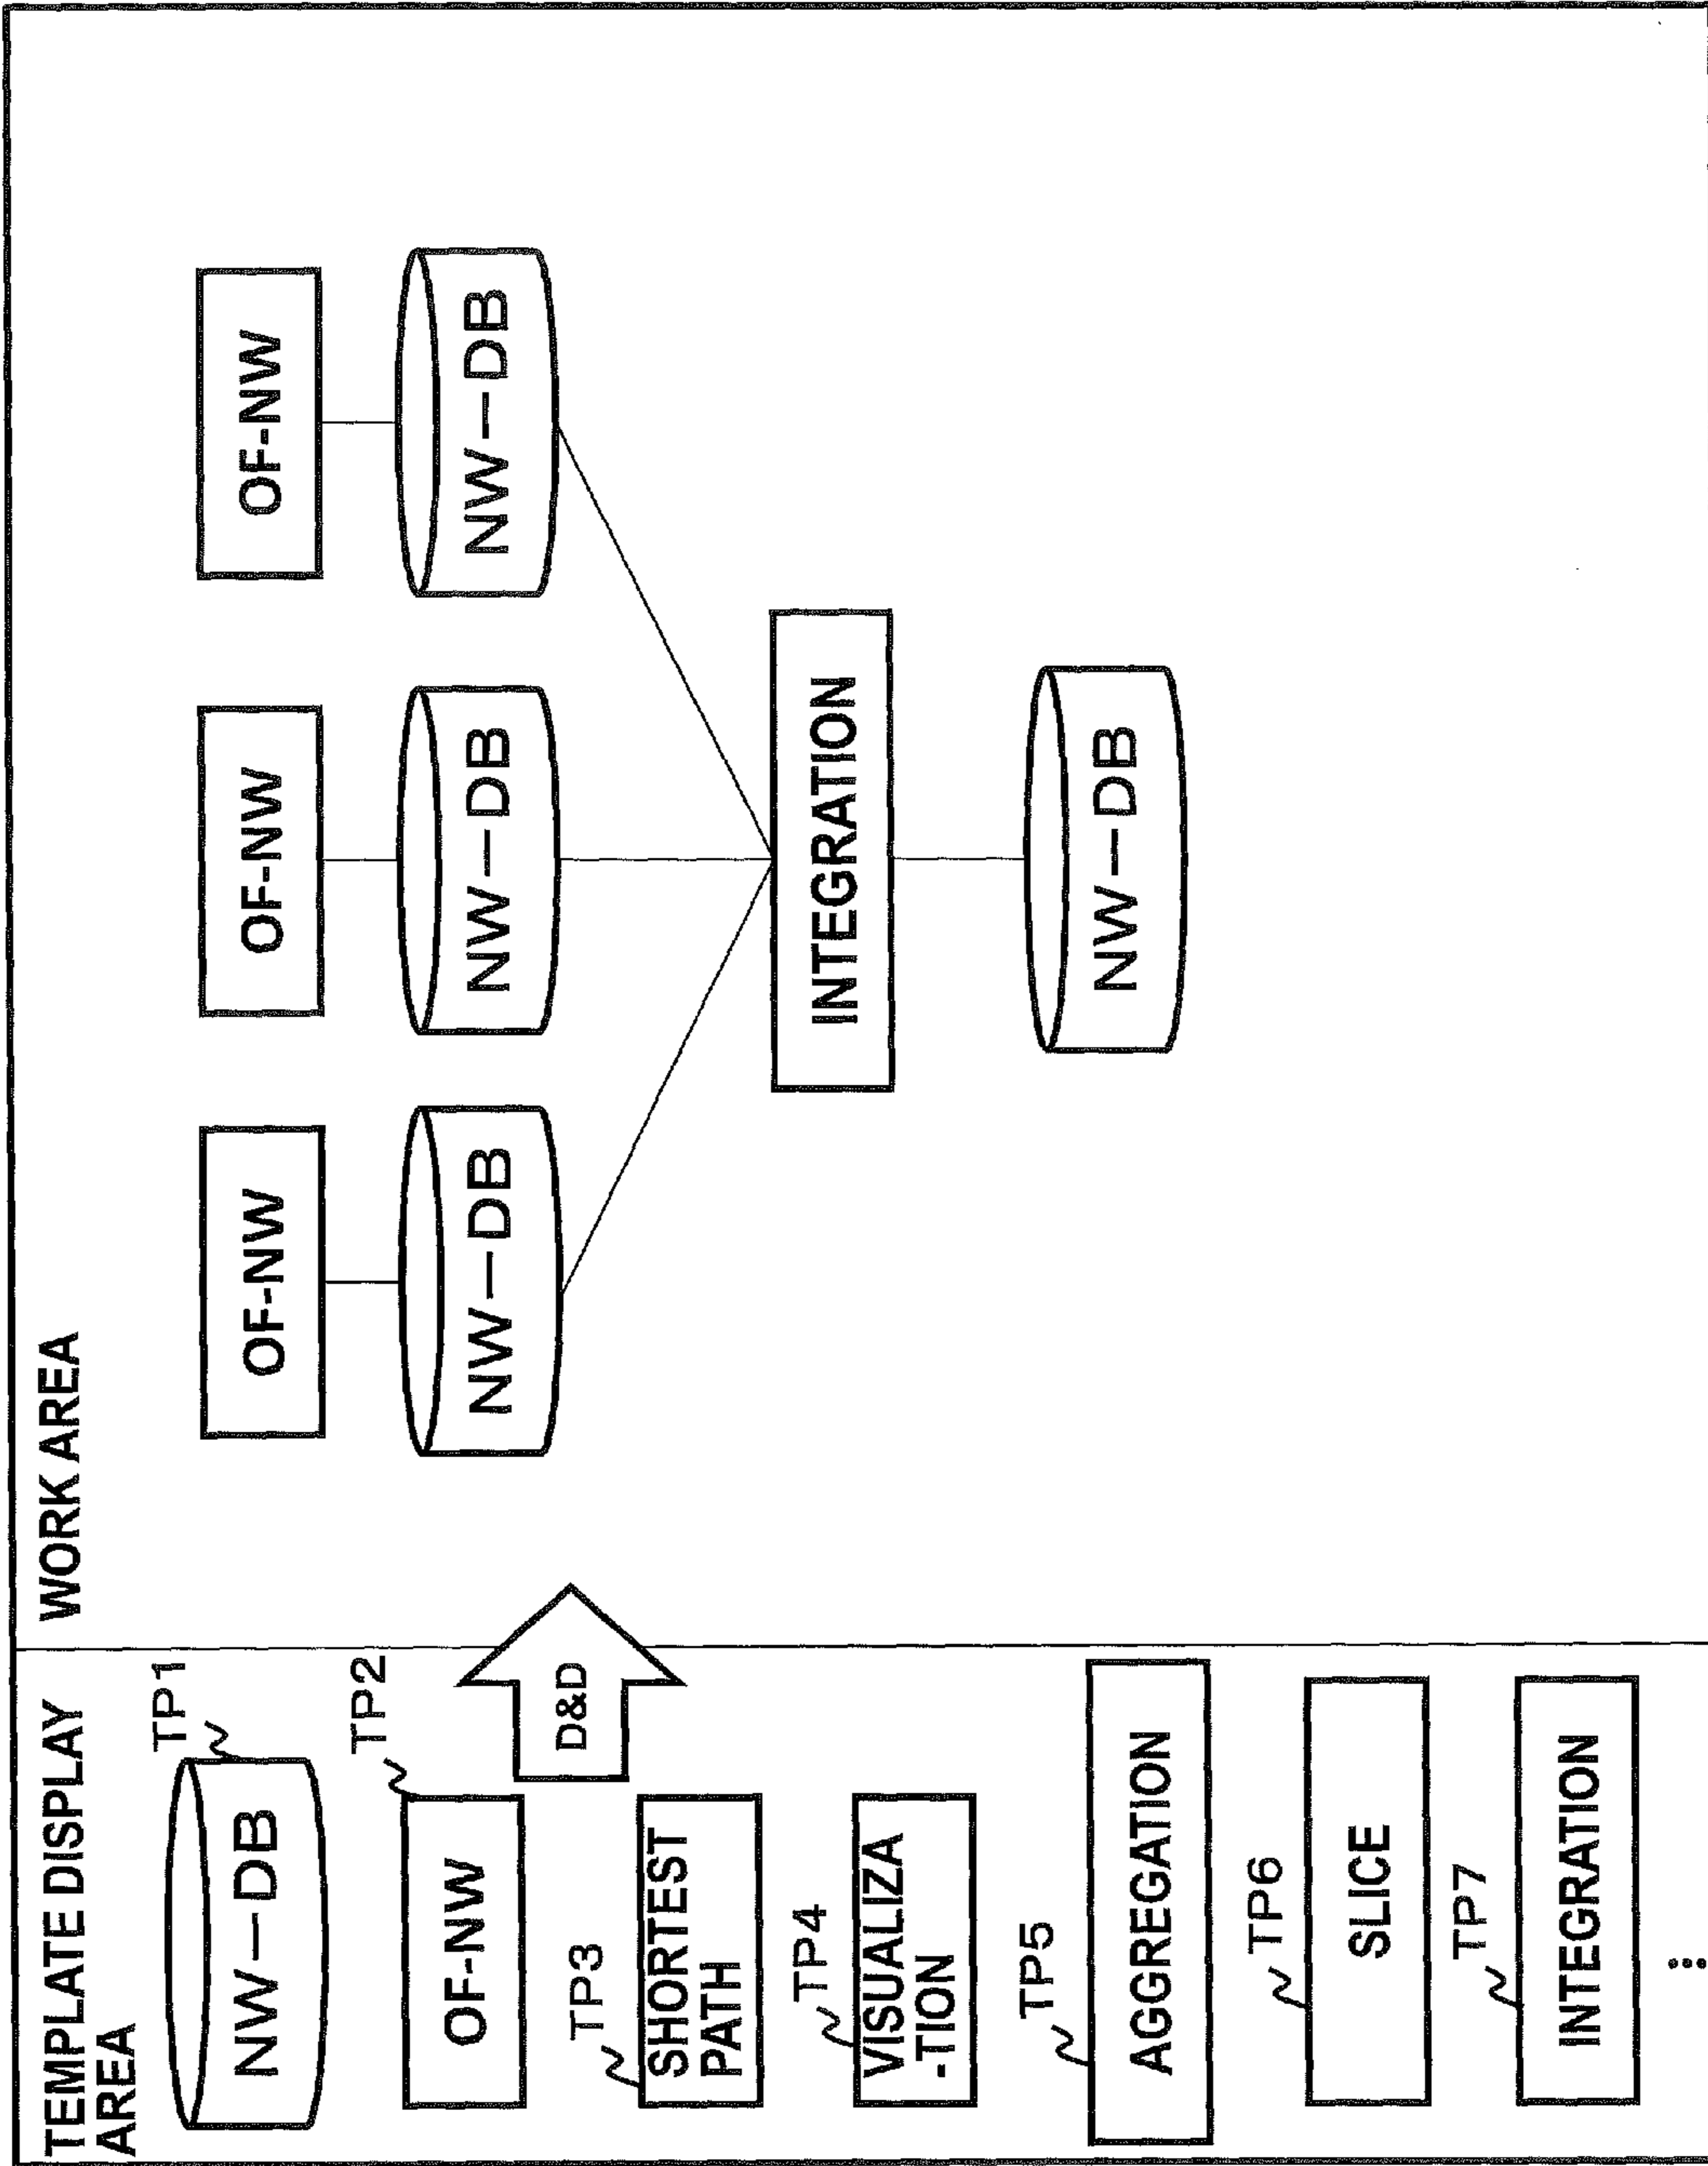 TEMPLATE DISPLAY
AREA
TP1
NW-DB
TP2
OF-NW
D&D
TP3
SHORTEST
PATH
TP4
VISUALIZA
-TION
TP5
AGGREGATION
TP6
SLICE
TP7
INTEGRATION
...
WORK AREA
OF-NW
OF-NW
OF-NW
NW-DB
NW-DB
NW-DB
INTEGRATION
NW-DB